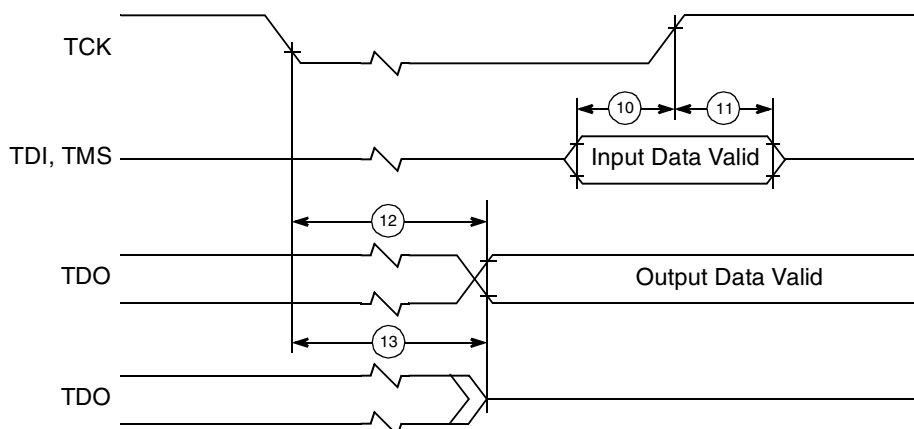 TCK
10
11
TDI, TMS
Input Data Valid
12
TDO
Output Data Valid
13
TDO